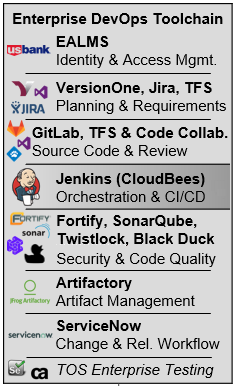 Enterprise DevOps Toolchain
usbank
EALMS
Identity & Access Mgmt.
VersionOne, Jira, TFS
JIRA
Planning & Requirements
GitLab, TFS & Code Collab.
Source Code & Review
Jenkins (CloudBees)
Orchestration & CI/CD
FORTIFY
Fortify, SonarQube,
sonar
Twistlock, Black Duck
Security & Code Quality
Artifactory
jfrog Artifactory
Artifact Management
ServiceNow
servicenow
Change & Rel. Workflow
Se
ca
TOS Enterprise Testing